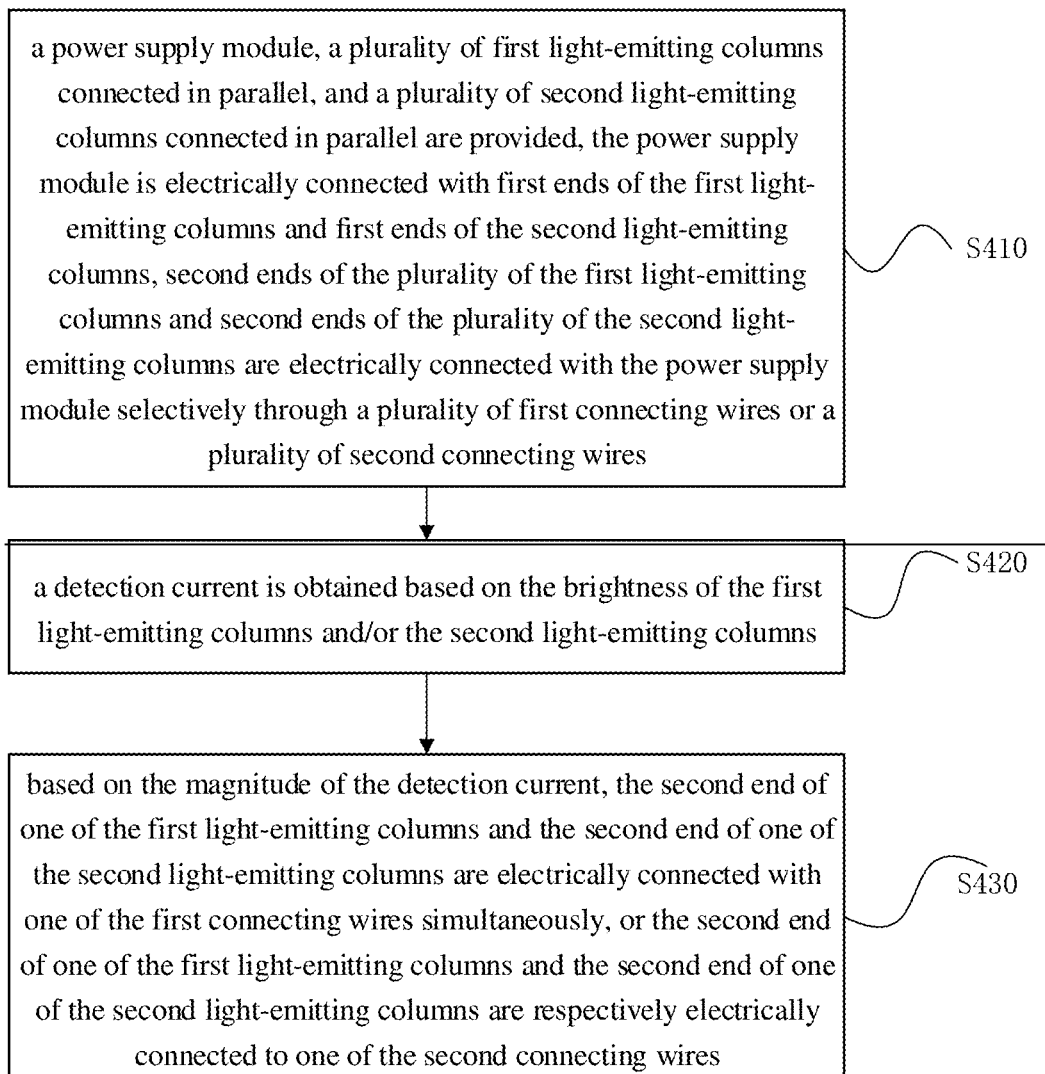 a power supply module, a plurality of first light-emitting columns
connected in parallel, and a plurality of second light-emitting
columns connected in parallel are provided, the power supply
module is electrically connected with first ends of the first light-
emitting columns and first ends of the second light-emitting
columns, second ends of the plurality of the first light-emitting
columns and second ends of the plurality of the second light-
emitting columns are electrically connected with the power supply
module selectively through a plurality of first connecting wires or a
plurality of second connecting wires
S410
a detection current is obtained based on the brightness of the first
light-emitting columns and/or the second light-emitting columns
S420
based on the magnitude of the detection current, the second end of
one of the first light-emitting columns and the second end of one of
the second light-emitting columns are electrically connected with
one of the first connecting wires simultaneously, or the second end
of one of the first light-emitting columns and the second end of one
of the second light-emitting columns are respectively electrically
connected to one of the second connecting wires
S430